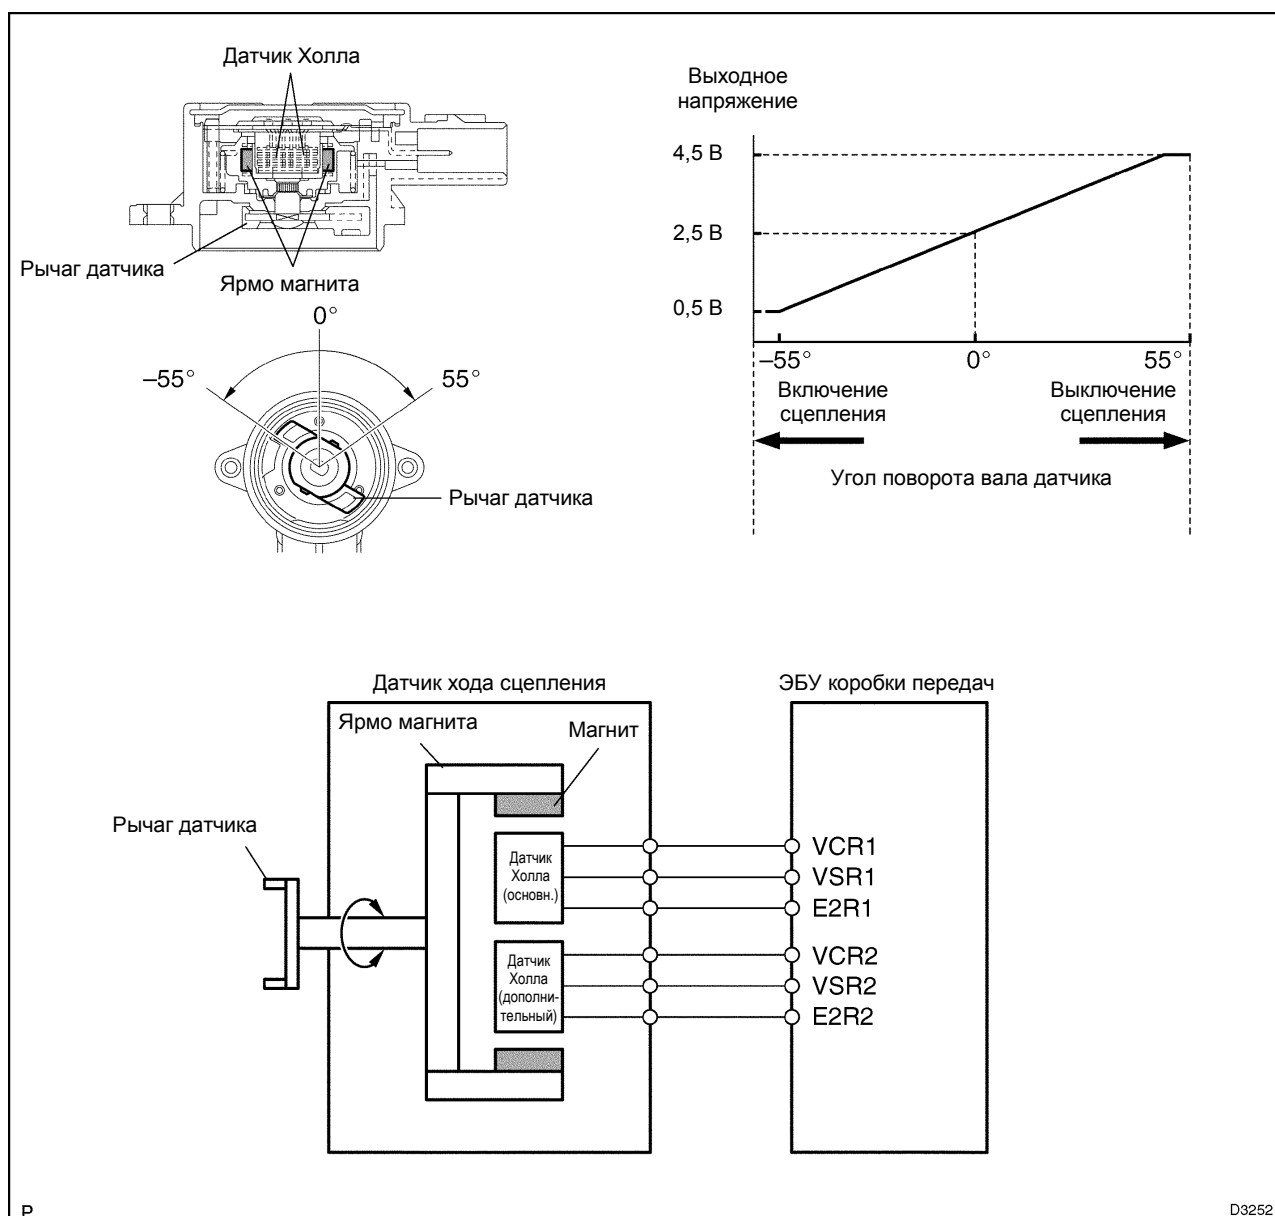 Датчик Холла
Рычаг датчика
Ярмо магнита
0°
–55°
55°
Рычаг датчика
Выходное
напряжение
4,5 В
2,5 В
0,5 В
–55°
0°
55°
Включение
сцепления
Выключение
сцепления
Угол поворота вала датчика
Датчик хода сцепления
ЭБУ коробки передач
Ярмо магнита
Магнит
Рычаг датчика
Датчик
Холла
(основн.)
Датчик
Холла
(дополни-
тельный)
VCR1
VSR1
E2R1
VCR2
VSR2
E2R2
P
D3252